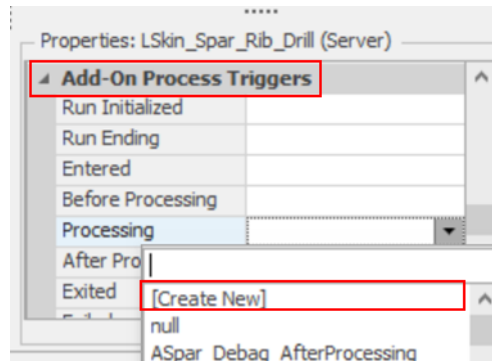 Properties: LSkin_Spar_Rib_Drill (Server)
Add-On Process Triggers
Run Initialized
Run Ending
Entered
Before Processing
Processing
After Pro
Exited
[Create New]
null
ASpar_Debag_AfterProcessing